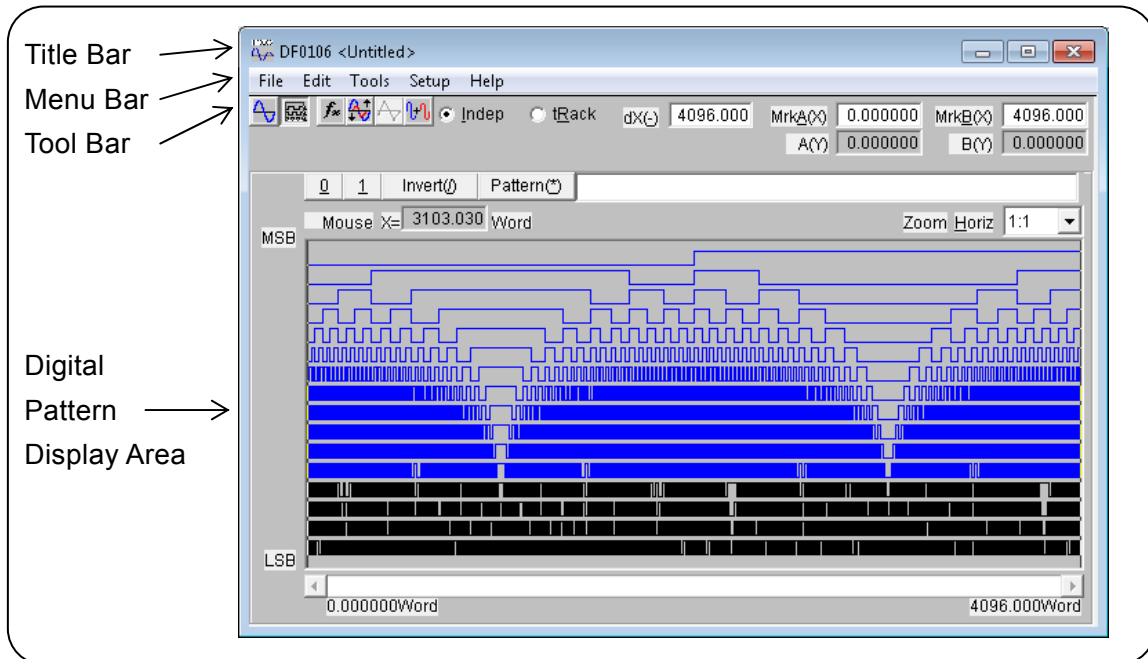 Title Bar
Menu Bar
Tool Bar
Digital
Pattern
Display Area
DF0106 <Untitled>
File Edit Tools Setup Help
Indep tRack dX(-) 4096.000 MrkA(X) 0.000000 MrkB(X) 4096.000
A(Y) 0.000000 B(Y) 0.000000
0 1 Invert(/) Pattern(*)
Mouse X= 3103.030 Word Zoom Horiz 1:1
MSB
LSB
0.000000Word 4096.000Word